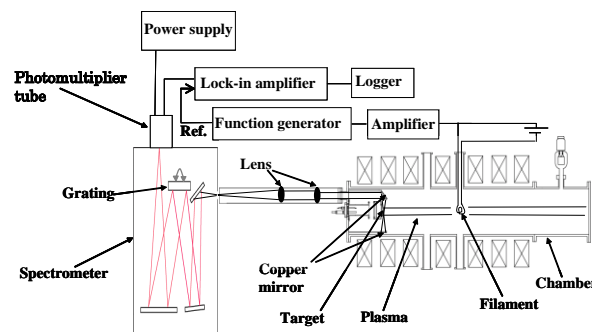 Power supply
Photomultiplier
tube
Lock-in amplifier
Logger
Ref.
Function generator
Amplifier
Lens
Grating
Spectrometer
Copper
mirror
Target
Plasma
Filament
Chamber